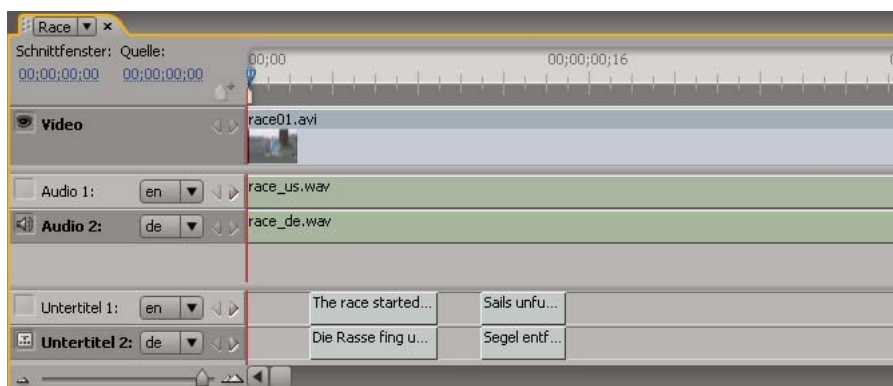 Race
Schnittfenster: Quelle:
00;00;00;00 00;00;00;00
00;00 00;00;00;16
Video
race01.avi
Audio 1: en
race_us.wav
Audio 2: de
race_de.wav
Untertitel 1: en
The race started... Sails unfu...
Untertitel 2: de
Die Rasse fing u... Segel entf...